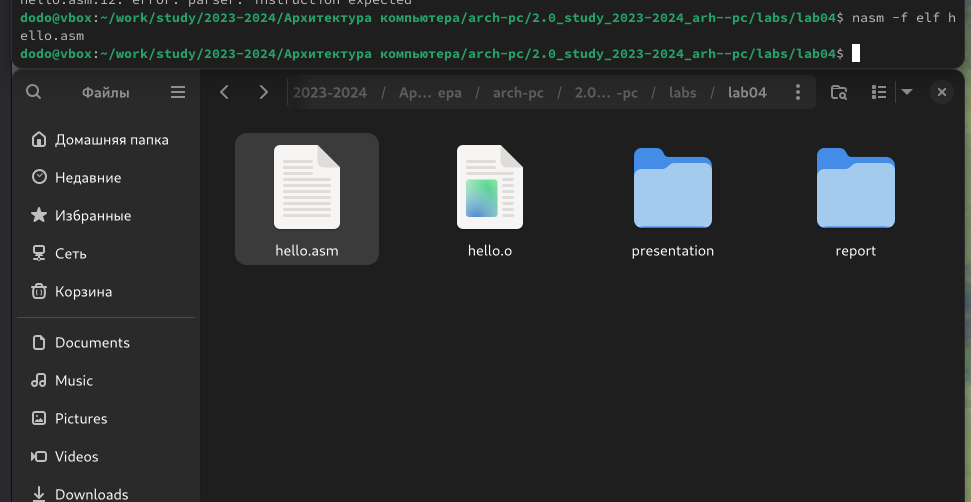 hello.asm:12: error: parser: instruction expected
dodo@vbox:~/work/study/2023-2024/Архитектура компьютера/arch-pc/2.0_study_2023-2024_arh--pc/labs/lab04$ nasm -f elf h
ello.asm
dodo@vbox:~/work/study/2023-2024/Архитектура компьютера/arch-pc/2.0_study_2023-2024_arh--pc/labs/lab04$
Файлы
2023-2024 / Ар... ера / arch-pc / 2.0... -pc / labs / lab04
Домашняя папка
Недавние
Избранные
Сеть
Корзина
Documents
Music
Pictures
Videos
Downloads
hello.asm
hello.o
presentation
report